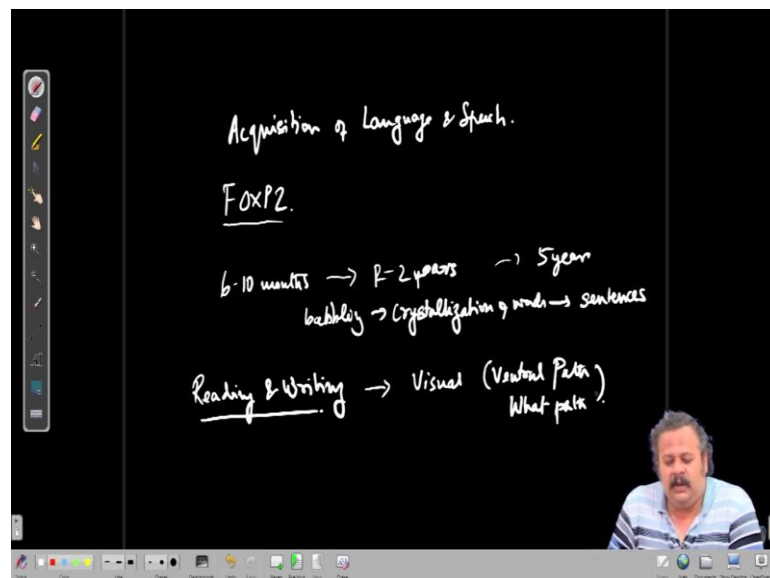 Acquisition of Language & Speech.
FOXP2.
6-10 months → 2 years → 5 year
babbling → Crystallization of words → sentences
Reading & Writing → Visual (Ventral Path)
What path.